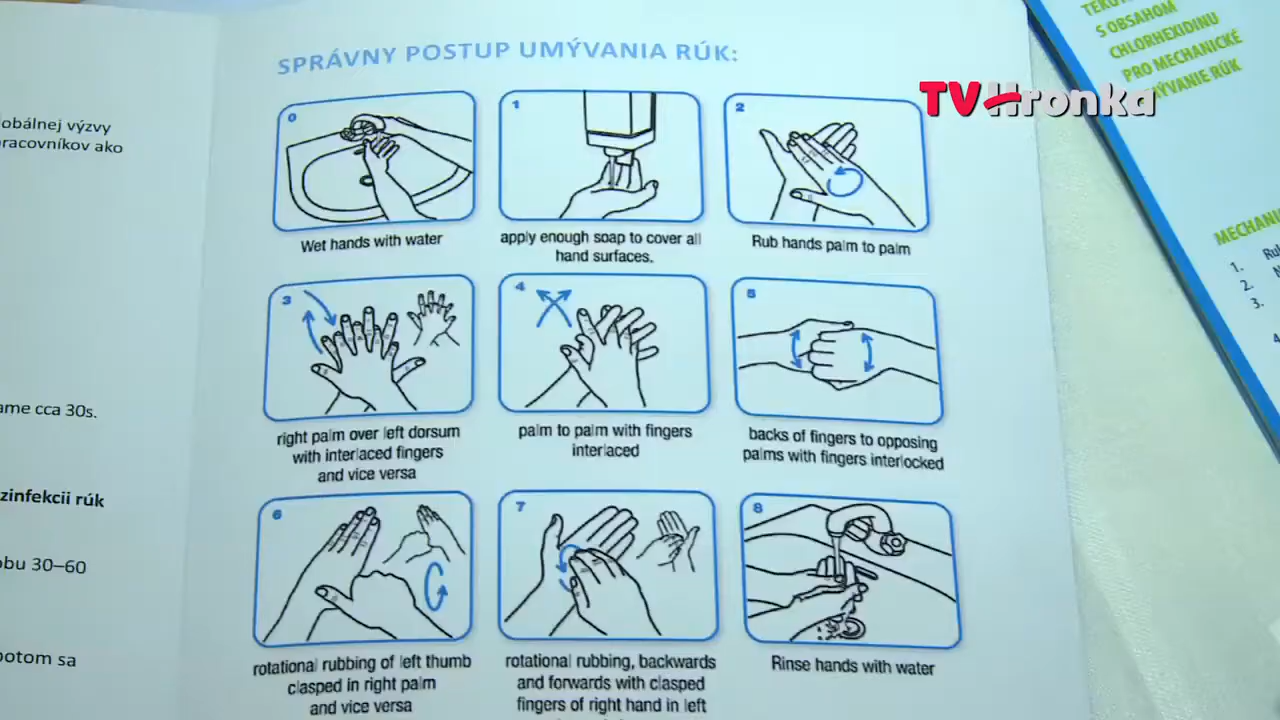 SPRÁVNY POSTUP UMÝVANIA RÚK:
obálnej výzvy
racovníkov ako
ame cca 30s.
zinfekcii rúk
obu 30–60
potom sa
0
Wet hands with water
1
apply enough soap to cover all
hand surfaces.
2
Rub hands palm to palm
3
right palm over left dorsum
with interlaced fingers
and vice versa
4
palm to palm with fingers
interlaced
5
backs of fingers to opposing
palms with fingers interlocked
6
rotational rubbing of left thumb
clasped in right palm
and vice versa
7
rotational rubbing, backwards
and forwards with clasped
fingers of right hand in left
8
Rinse hands with water
TV Hronka
S OBSAHOM
CHLORHEXIDINU
PRO MECHANICKÉ
MÝVANIE RÚK
MECHANI
1.
2.
3.
4